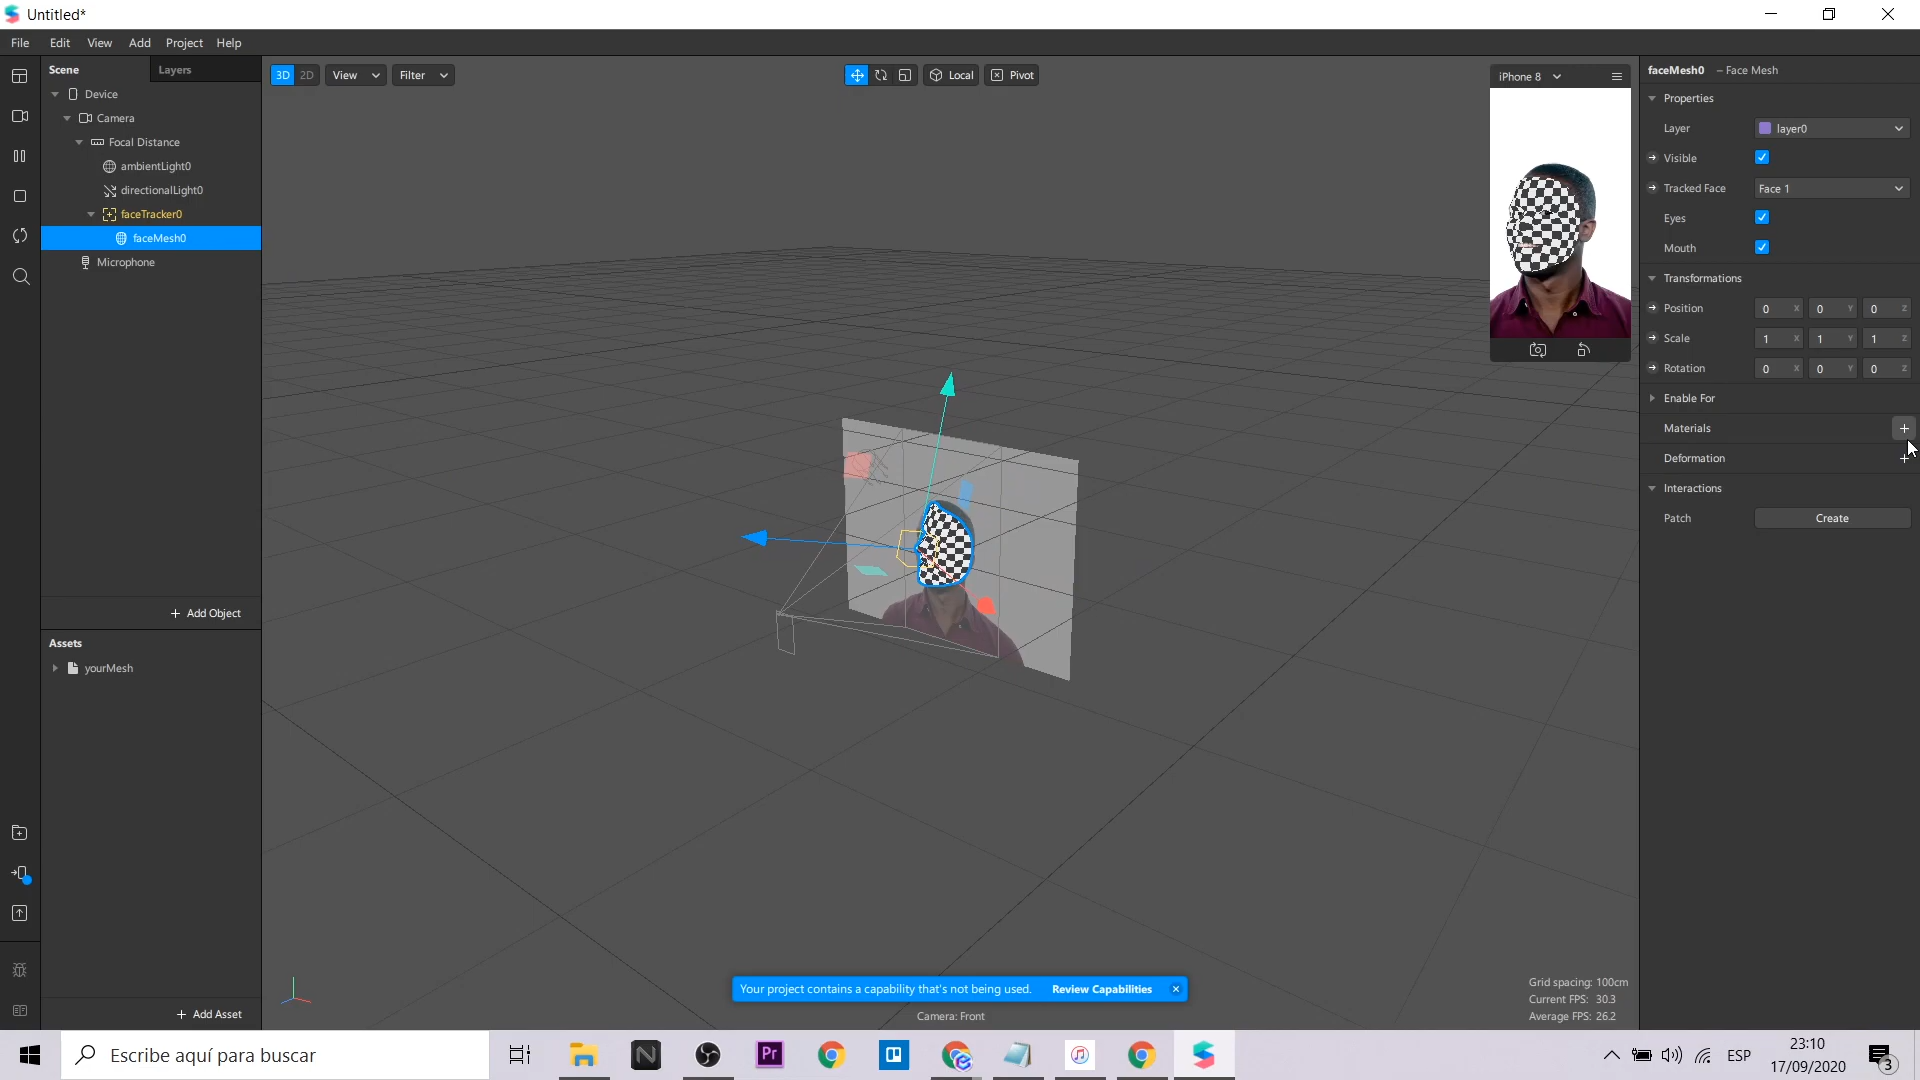 Untitled*
File Edit View Add Project Help
Scene Layers
Device
Camera
Focal Distance
ambientLight0
directionalLight0
faceTracker0
faceMesh0
Microphone
+ Add Object
Assets
yourMesh
+ Add Asset
3D 2D View Filter
Local Pivot
iPhone 8
faceMesh0 – Face Mesh
Properties
Layer layer0
Visible
Tracked Face Face 1
Eyes
Mouth
Transformations
Position 0 X 0 Y 0 Z
Scale 1 X 1 Y 1 Z
Rotation 0 X 0 Y 0 Z
Enable For
Materials +
Deformation +
Interactions
Patch Create
Your project contains a capability that's not being used. Review Capabilities
Camera: Front
Grid spacing: 100cm
Current FPS: 30.3
Average FPS: 26.2
Escribe aquí para buscar
N
Pr
ESP
23:10
17/09/2020
3